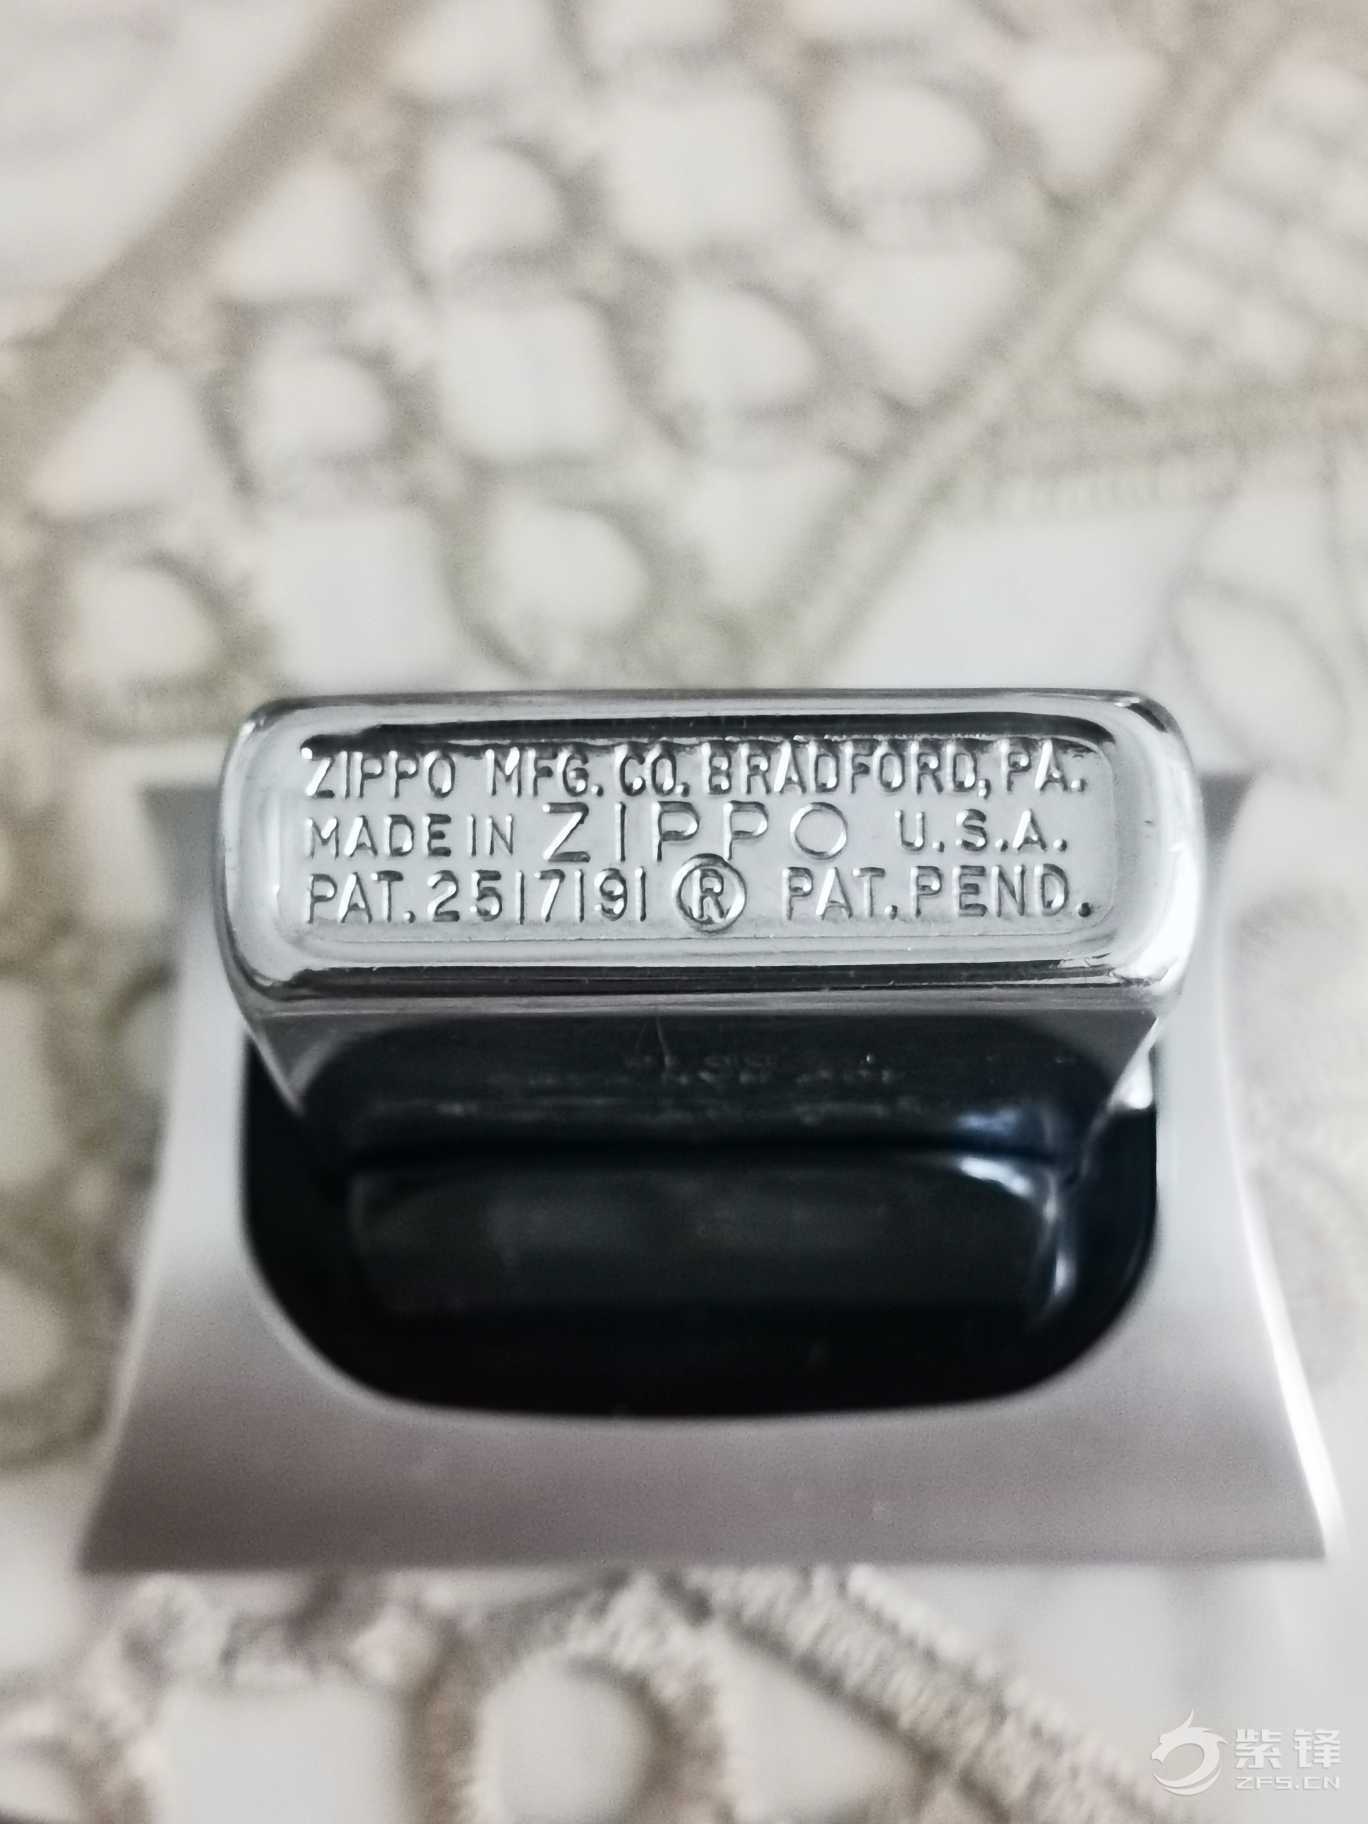 ZIPPO MFG. CO. BRADFORD, PA.
MADE IN ZIPPO U.S.A.
PAT. 2517191 ® PAT. PEND.
紫锋
ZFS.CN